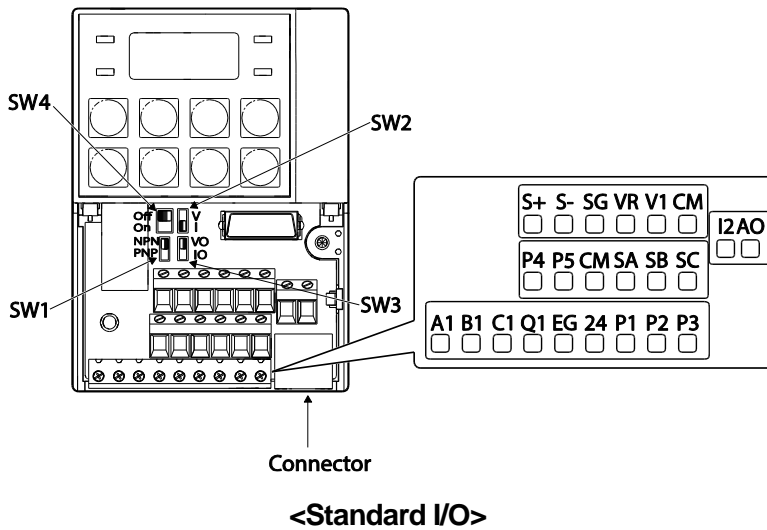 SW4
SW2
Off
On
V
I
NPN
PNP
VO
IO
SW1
SW3
S+ S- SG VR V1 CM
I2 AO
P4 P5 CM SA SB SC
A1 B1 C1 Q1 EG 24 P1 P2 P3
Connector
<Standard I/O>